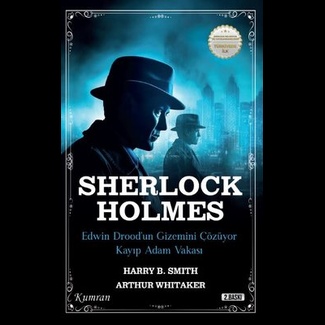 SHERLOCK
HOLMES
Edwin Drood'un Gizemini Çözüyor
Kayıp Adam Vakası
HARRY B. SMITH
ARTHUR WHITAKER
Kumran
2. BASKI